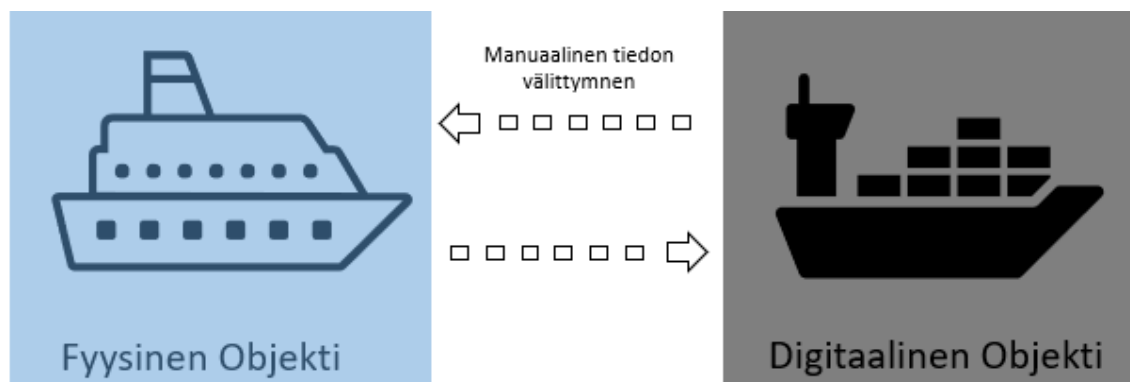 Manuaalinen tiedon
välittymnen
Fyysinen Objekti
Digitaalinen Objekti